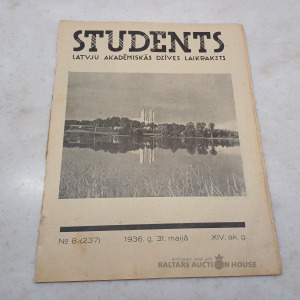 STUDENTS
LATVJU AKADĒMISKĀS DZĪVES LAIKRAKSTS
№ 8.(237)
1936. g. 31. maijā
XIV. ak. g.
BALTARS AUCTION HOUSE